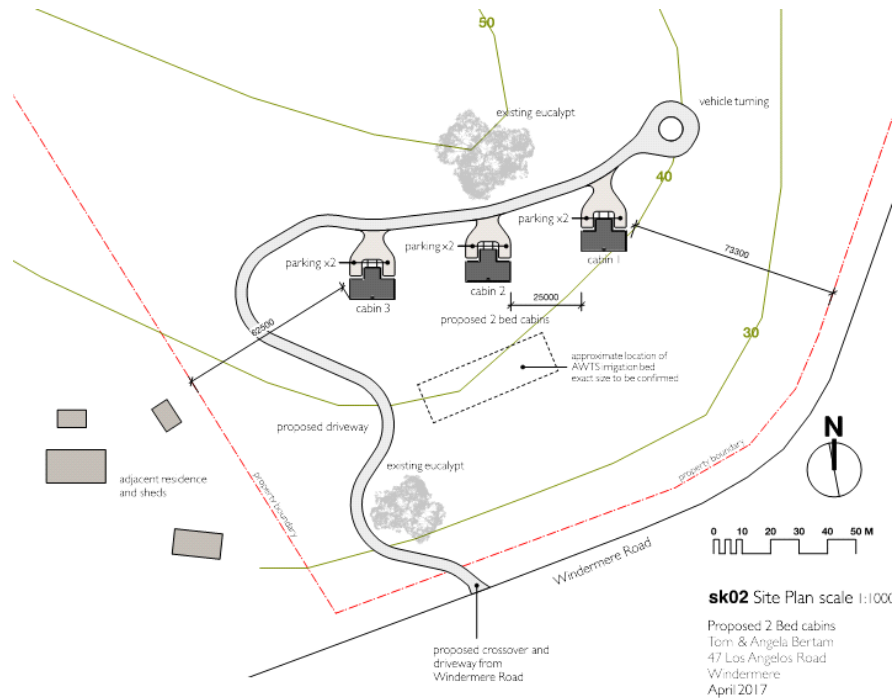 50
existing eucalypt
vehicle turning
40
parking x2
parking x2
parking x2
cabin 1
cabin 2
cabin 3
73300
25000
62500
proposed 2 bed cabins
30
approximate location of
AWTS irrigation bed
exact size to be confirmed
proposed driveway
existing eucalypt
adjacent residence
and sheds
property boundary
property boundary
N
0 10 20 30 40 50 M
Windermere Road
sk02 Site Plan scale 1:1000
Proposed 2 Bed cabins
Tom & Angela Bertam
47 Los Angelos Road
Windermere
April 2017
proposed crossover and
driveway from
Windermere Road